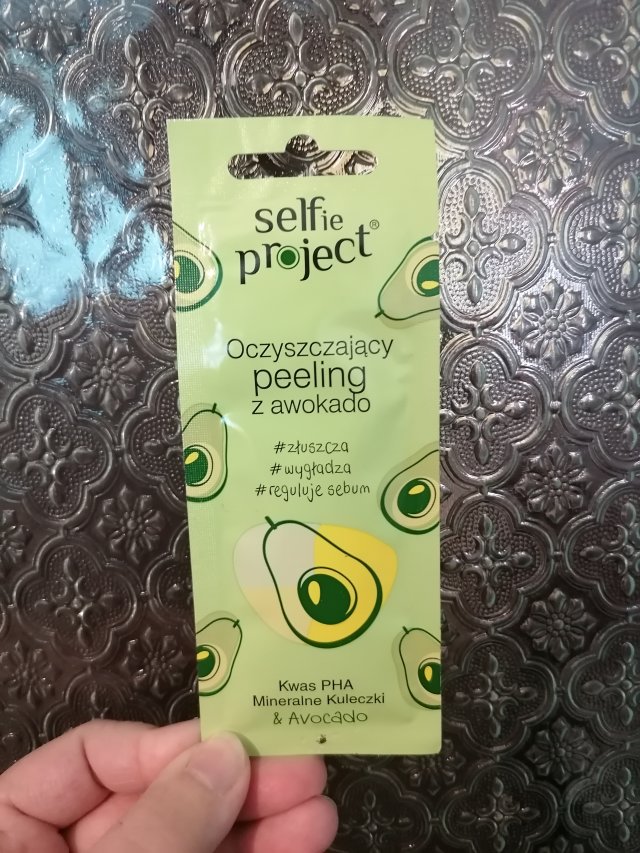 selfie
project®
Oczyszczający
peeling
z awokado
#złuszcza
#wygładza
#reguluje sebum
Kwas PHA
Mineralne Kuleczki
& Avocado